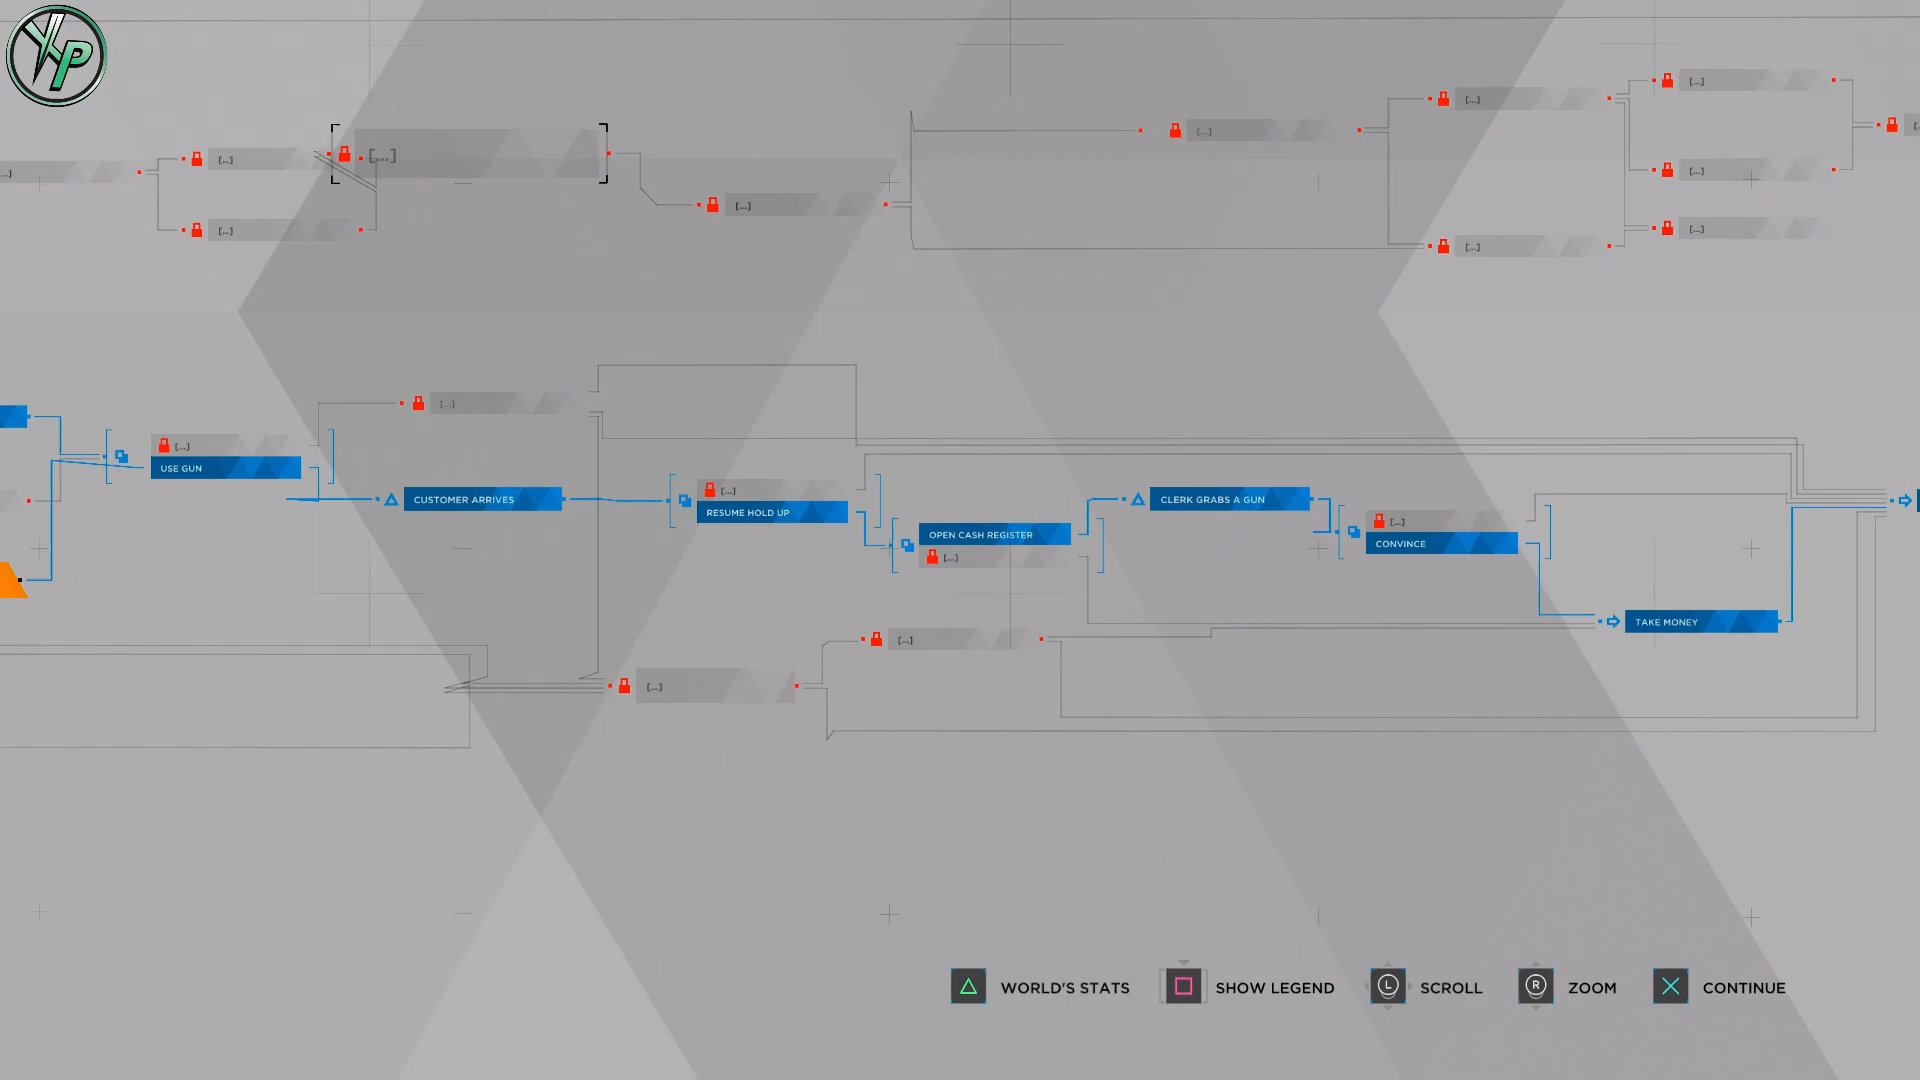 XP
[...]
[...]
[...]
[...]
[...]
[...]
[...]
[...]
[...]
[...]
[...]
[...]
[...]
[...]
USE GUN
CUSTOMER ARRIVES
[...]
RESUME HOLD UP
OPEN CASH REGISTER
[...]
CLERK GRABS A GUN
[...]
CONVINCE
TAKE MONEY
[...]
[...]
WORLD'S STATS
SHOW LEGEND
L
SCROLL
R
ZOOM
CONTINUE